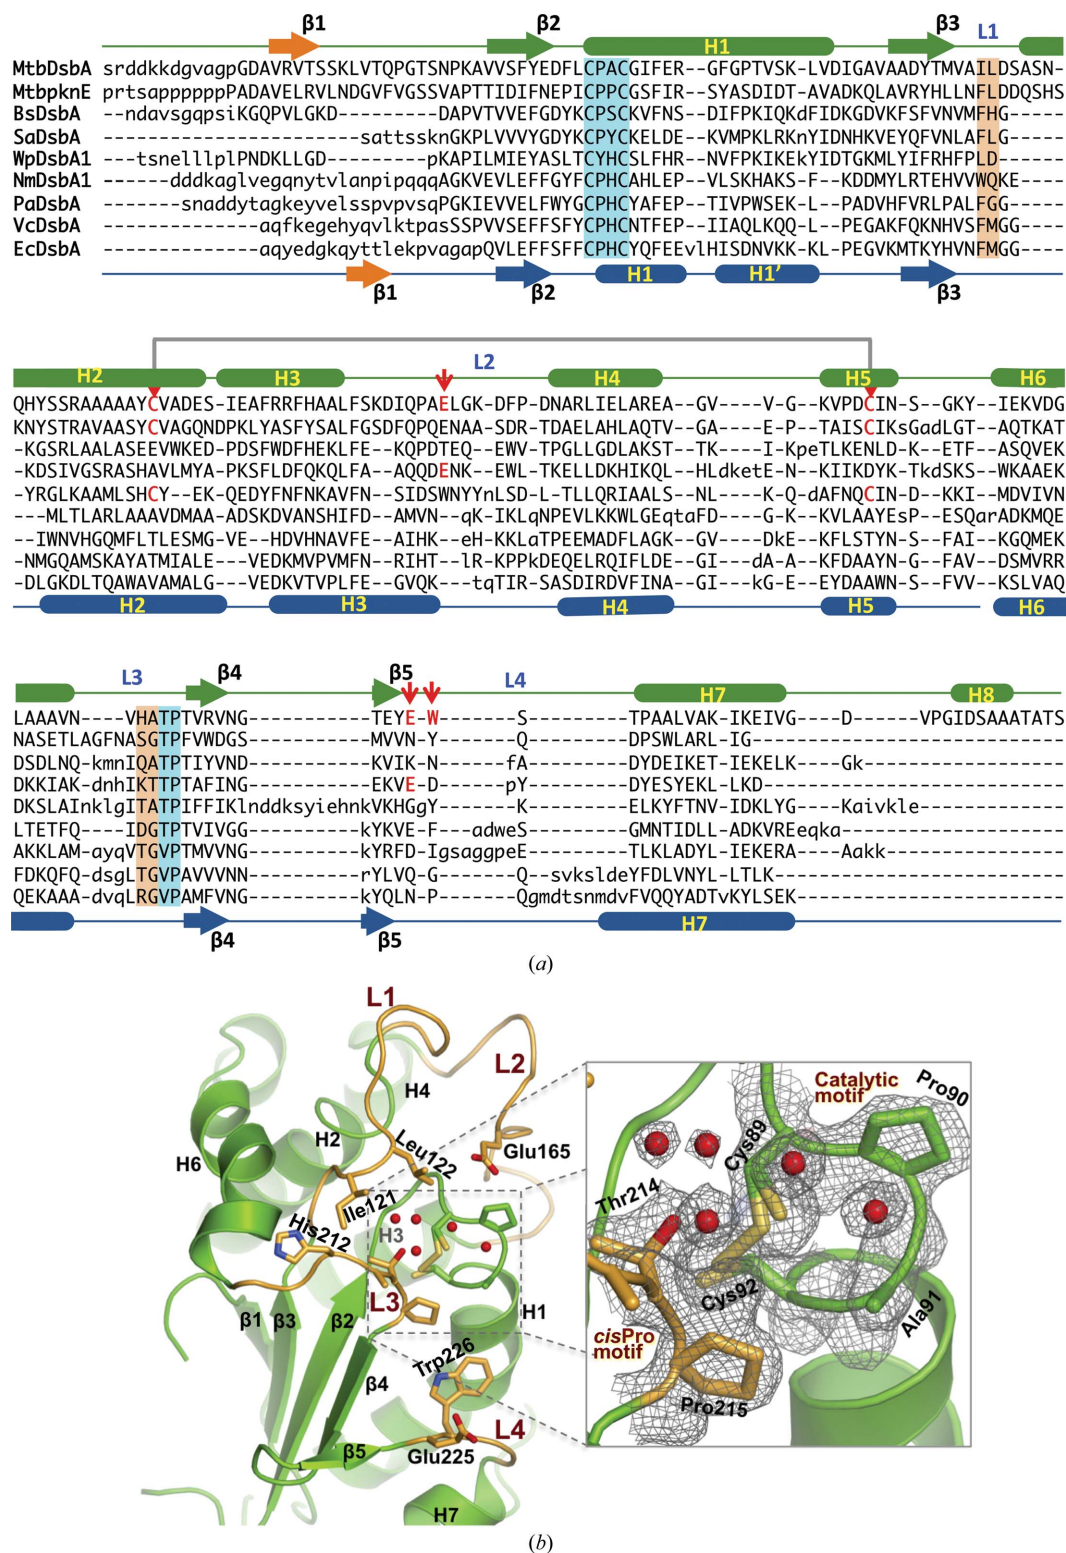 β1 β2 β3 L1
H1
MtbDsbA srddkkdgvagpGDAVRVTSSKLVTQPGTSNPKAVVSFYEDFLCPACGIFER--GFGPTVSK-LVDIGAVAADYTMVAILDSASN-
MtbpknE prtsappppppPADAVELRVLNDGVFVGSSVAPTTIDIFNEPICPPCGSFIR--SYASDIDT-AVADKQLAVRYHLLNFLDDQSHS
BsDsbA --ndavsgqpsiKGQPVLGKD--------DAPVTVVEFGDYKCPSCKVFNS--DIFPKIQKdFIDKGDVKFSFVNVMFHG----
SaDsbA -----------------------sattssknGKPLVVVYGDYKCPYCKELDE--KVMPKLRKnYIDNHKVEYQFVNLAFLG----
WpDsbA1 ---tsnellllplPNDKLLGD---------pKAPILMIEYASLTCYHCSLFHR--NVFPKIKEkYIDTGKMLYIFRHFPLD-----
NmDsbA1 ------dddkaglvegqnytvlanpipqqqAGKVEVLEFFGYFCPHCAHLEP--VLSKHAKS-F--KDDMYLRTEHVVWQKE----
PaDsbA -------snaddytagkeyvelsspvpvsqPGKIEVVELFWYGCPHCYAFEP--TIVPWSEK-L--PADVHFVRLPALFGG-----
VcDsbA --------------aqfkegehyqvlktpasSSPVVSEFFSFYCPHCNTFEP--IIAQLKQQ--L--PEGAKFQKNHVSFMGG---
EcDsbA --------------aqyedgkqyttlekpvagapQVLEFFSFFCPHCYQFEEvlHISDNVKK-KL-PEGVKMTKYHVNFMGG----
H1 H1′
β1 β2 β3
L2
H2 H3 H4 H5 H6
QHYSSRAAAAAYCVADES-IEAFRRFHAALFSKDIQPAELGK-DFP-DNARLIELAREA--GV----V-G--KVPDCIN-S--GKY--IEKVDG
KNYSTRAVAASYCVAGQNDPKLYASFYSALFGSDFQPQENAA--SDR-TDAELAHLAQTV--GA----E-P--TAISCIKsGadLGT--AQTKAT
KGSRLAALASEEVWKED-PDSFWDFHEKLFA--AQPDTEQ--EWV-TPGLLGDLAKST--TK----I-KpeTLKENLD-K--ETF--ASQVEK
KDSIVGSRASHAVLMYA-PKSFLDFQKQLFA--AQQDENK--EWL-TKELLDKHIKQL--HLdketE-N--KIIKDYK-TkdSKS--WKAAEK
-YRGLKAAMLSHCY--EK-QEDYFNFNKAVFN--SIDSWNYYnLSD-L-TLLQRIAALS--NL----K-Q-dAFNQCIN-D--KKI--MDVIVN
---MLTLARLAAAVDMAA-ADSKDVANSHIFD--AMVN--qK-IKLqNPEVLKKWLGEqtaFD---G-K--KVLAAYEsP--ESQarADKMQE
--IWNVHGQMFLTLESMG-VE--HDVHNAVFE--AIHK--eH-KKLaTPEEMADFLAGK--GV---DkE--KFLSTYN-S--FAI--KGQMEK
-NMGQAMSKAYATMIALE---VEDKMVPVMFN--RIHT--lR-KPPkDEQELRQIFLDE--GI---dA-A--KFDAAYN-G--FAV--DSMVRR
-DLGKDLTQAWAVAMALG---VEDKVTVPLFE--GVQK---tqTIR-SASDIRDVFINA--GI---kG-E--EYDAAWN-S--FVV--KSLVAQ
H2 H3 H4 H5 H6
L3 β4 β5 L4
H7 H8
LAAAVN----VHATPTVRVNG----------TEYE-W-------S---------TPAALVAK-IKEIVG----D------VPGIDSAAATATS
NASETLAGFNASGTPFVWDGS----------MVVN-Y-------Q---------DPSWLARL-IG----------------------------
DSDLNQ-kmnIQATPTIYVND----------KVIK-N------fA---------DYDEIKET-IEKELK----Gk------------------
DKKIAK-dnhIKTTPTAFING----------EKVE-D------pY---------DYESYEKL-LKD---------------------------
DKSLAInklgITATPIFFIKlnddksyiehnkVKHGgY------K---------ELKYFTNV-IDKLYG----Kaivkle-------------
LTETFQ----IDGTPTVIVGG----------kYKVE-F---adweS--------GMNTIDLL-ADKVREeqka--------------------
AKKLAM-ayqVTGVPTMVVNG----------kYRFD-IgsaggpeE--------TLKLADYL-IEKERA----Aakk----------------
FDKQFQ-dsgLTGVPAVVVNN----------rYLVQ-G-------Q--svksldeYFDLVNYL-LTLK-------------------------
QEKAAA-dvqLRGVPAMFVNG----------kYQLN-P-------QgmdtsnmdvFVQQYADTvKYLSEK-----------------------
H7
β4 β5
(a)
L1
L2
H4
H2
H6
Leu122
Glu165
Ile121
His212
H3
L3
H1
β1 β3 β2
Trp226
β4
L4
β5
Glu225
H7
Catalytic
motif
Pro90
Cys89
Thr214
Cys92
Ala91
cisPro
motif
Pro215
(b)